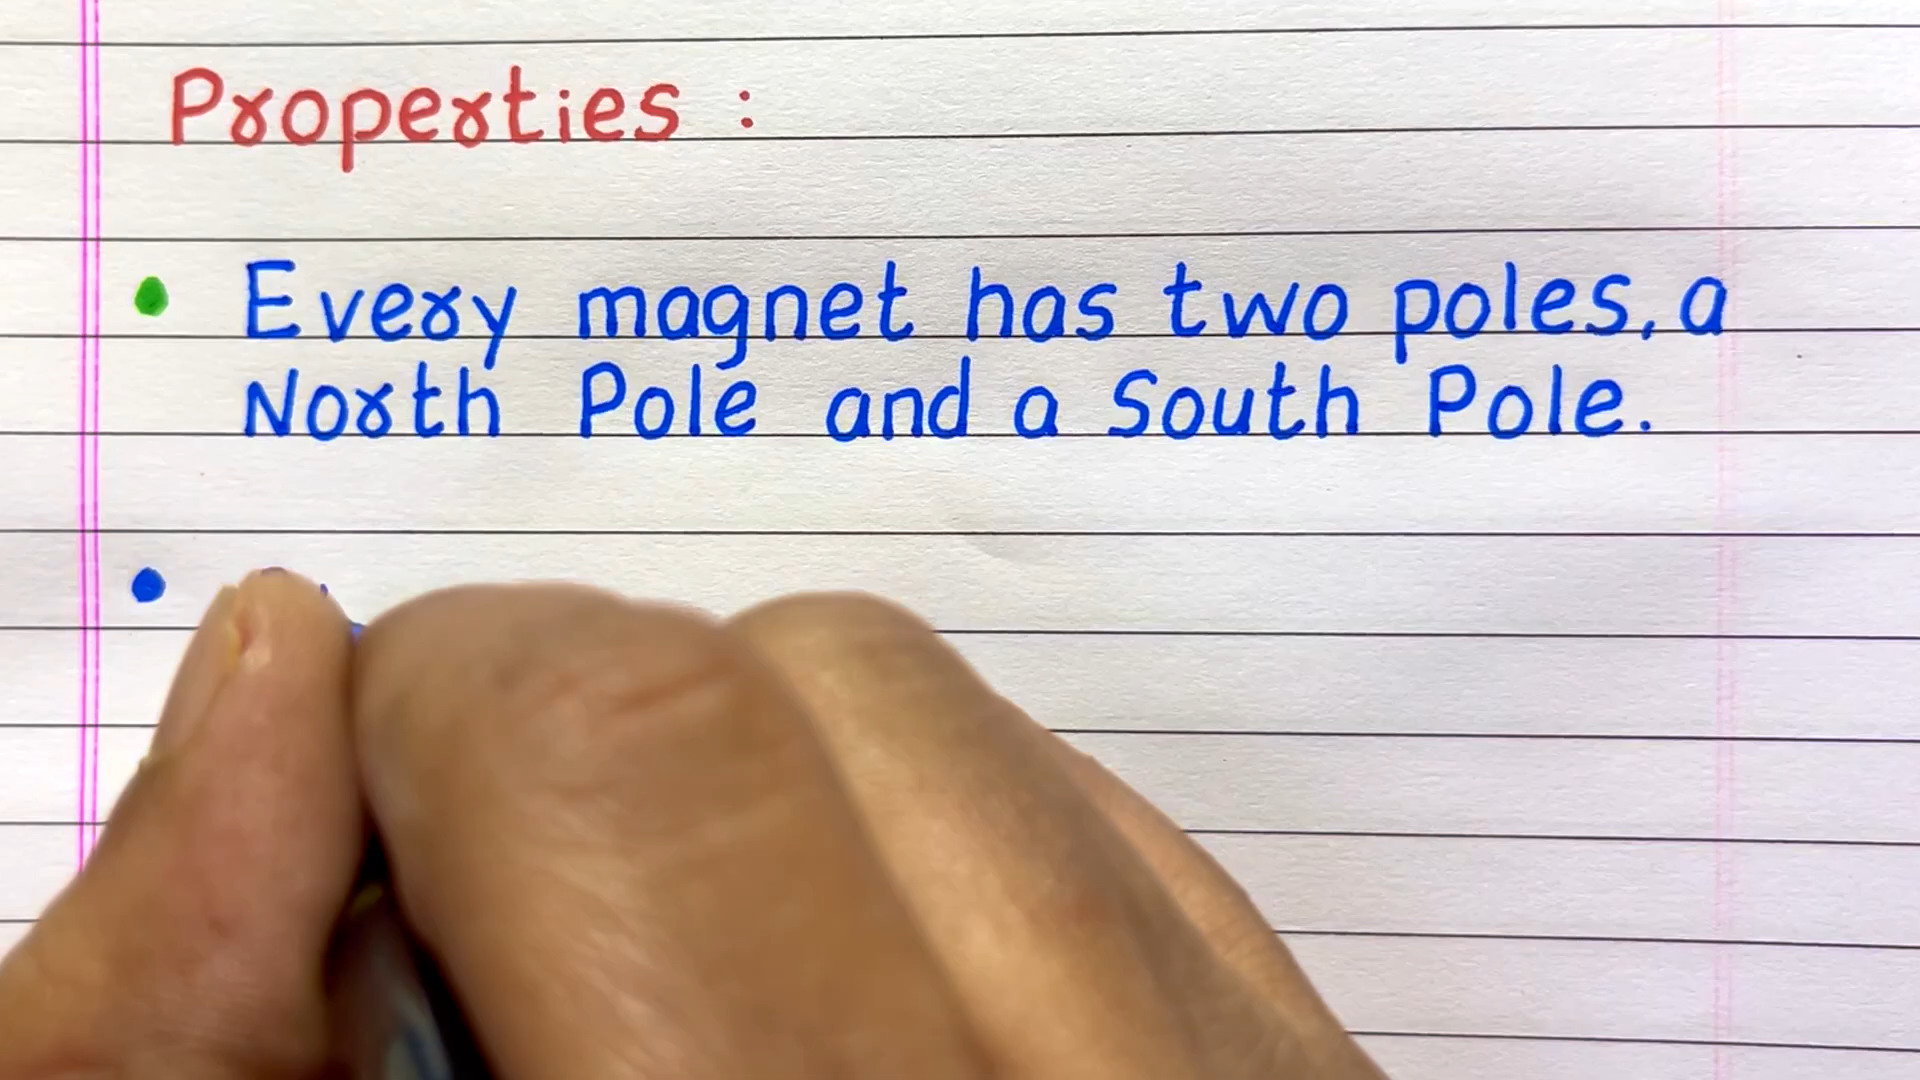 Properties :
• Every magnet has two poles, a
North Pole and a South Pole.
•